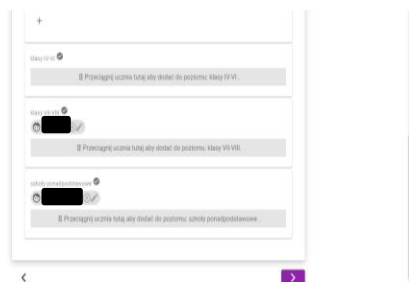 +
klasy IV-VI
Przeciągnij ucznia tutaj aby dodać do poziomu: klasy IV-VI.
klasy VII-VIII
Przeciągnij ucznia tutaj aby dodać do poziomu: klasy VII-VIII.
szkoły ponadpodstawowe
Przeciągnij ucznia tutaj aby dodać do poziomu: szkoły ponadpodstawowe.